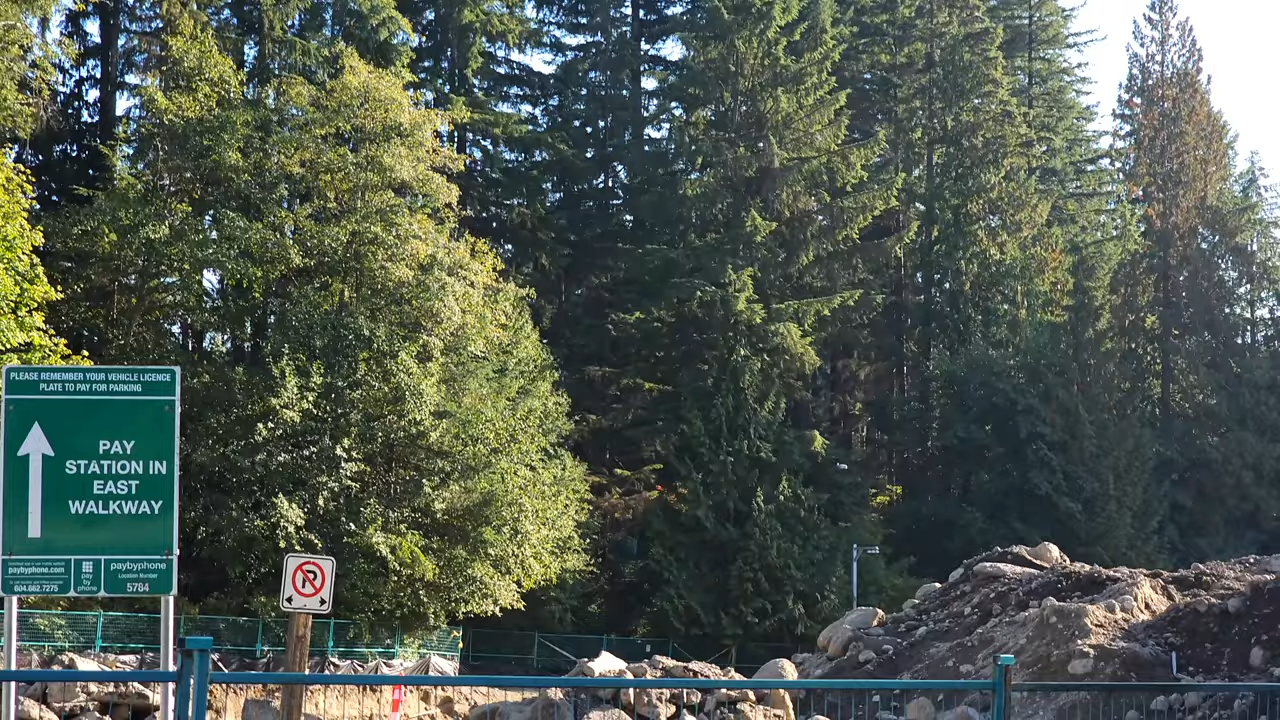 PLEASE REMEMBER YOUR VEHICLE LICENCE
PLATE TO PAY FOR PARKING
PAY
STATION IN
EAST
WALKWAY
paybyphone.com
604.662.7275
pay
by
phone
paybyphone
Location Number
5784
P